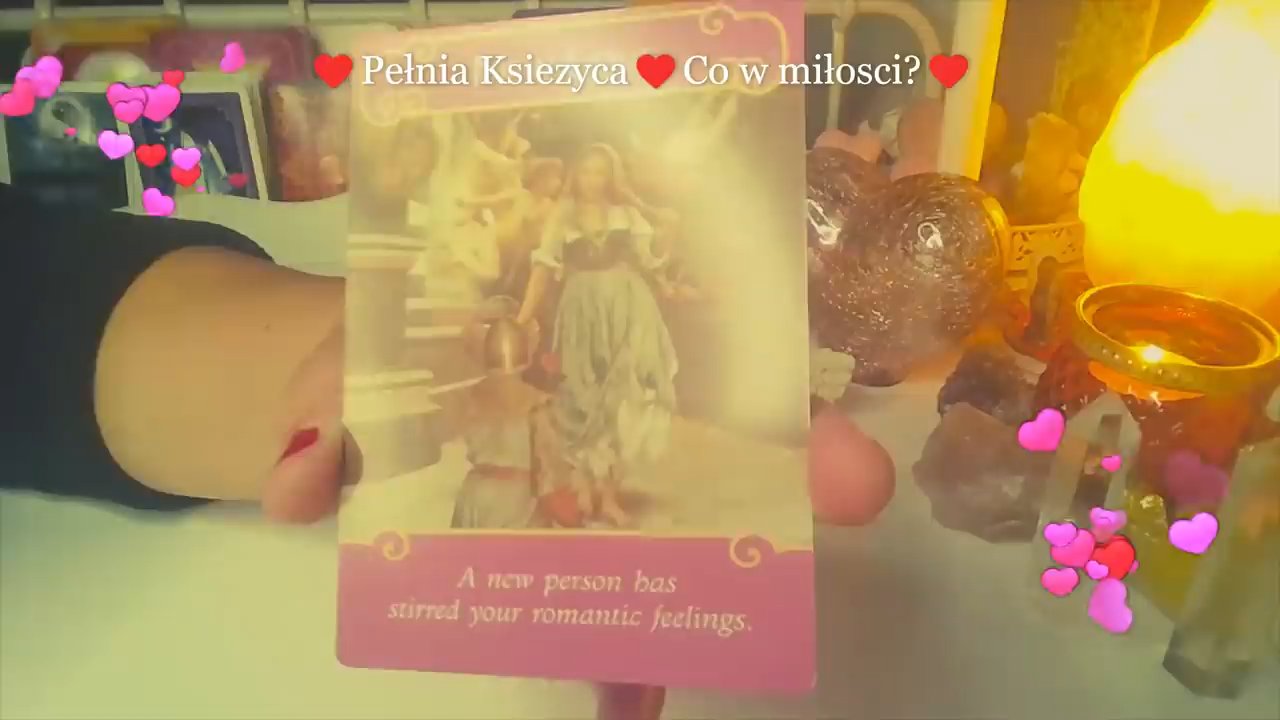 ❤️ Pełnia Ksiezyca ❤️ Co w miłosci? ❤️
A new person has
stirred your romantic feelings.